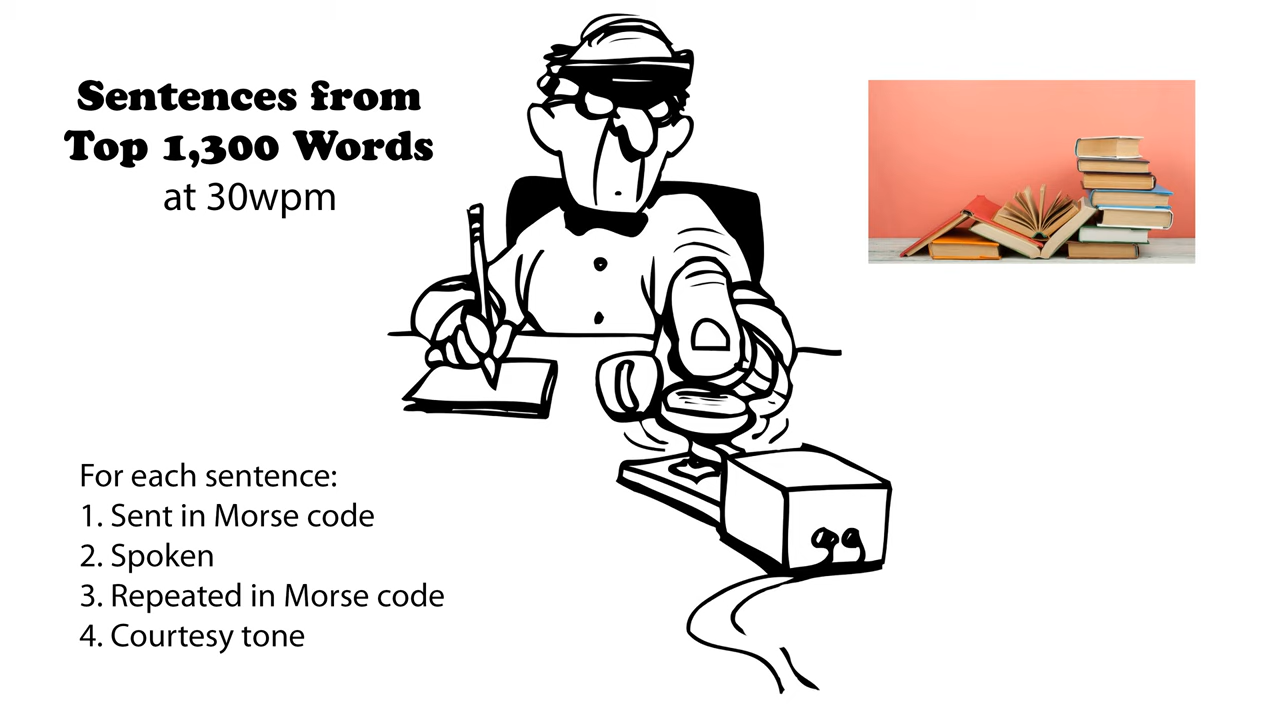 Sentences from
Top 1,300 Words
at 30wpm
For each sentence:
1. Sent in Morse code
2. Spoken
3. Repeated in Morse code
4. Courtesy tone